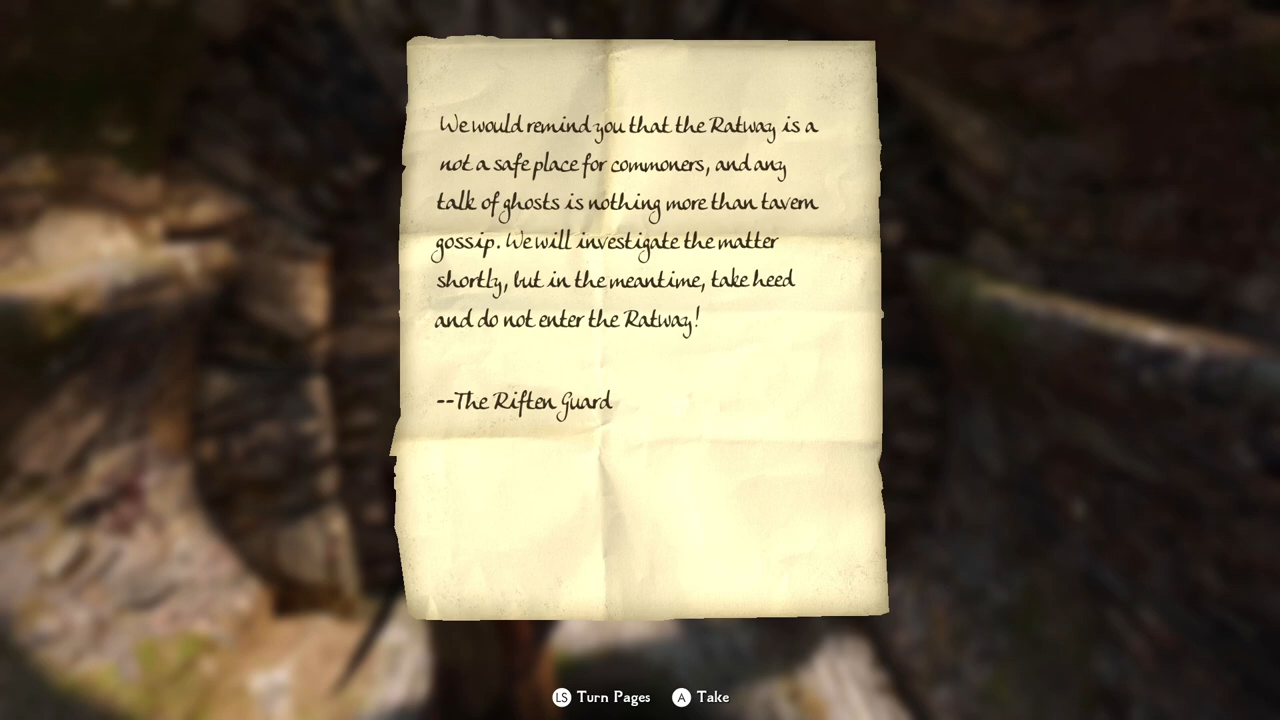 We would remind you that the Ratway is a
not a safe place for commoners, and any
talk of ghosts is nothing more than tavern
gossip. We will investigate the matter
shortly, but in the meantime, take heed
and do not enter the Ratway!
--The Riften Guard
LS Turn Pages A Take